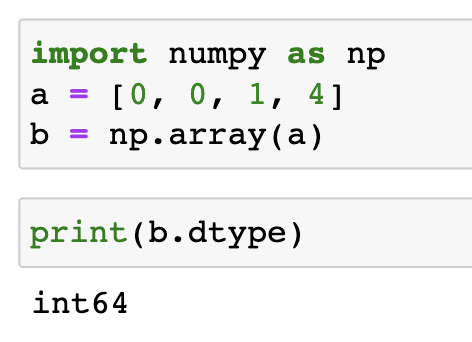 import numpy as np
a = [0, 0, 1, 4]
b = np.array(a)
print(b.dtype)
int64